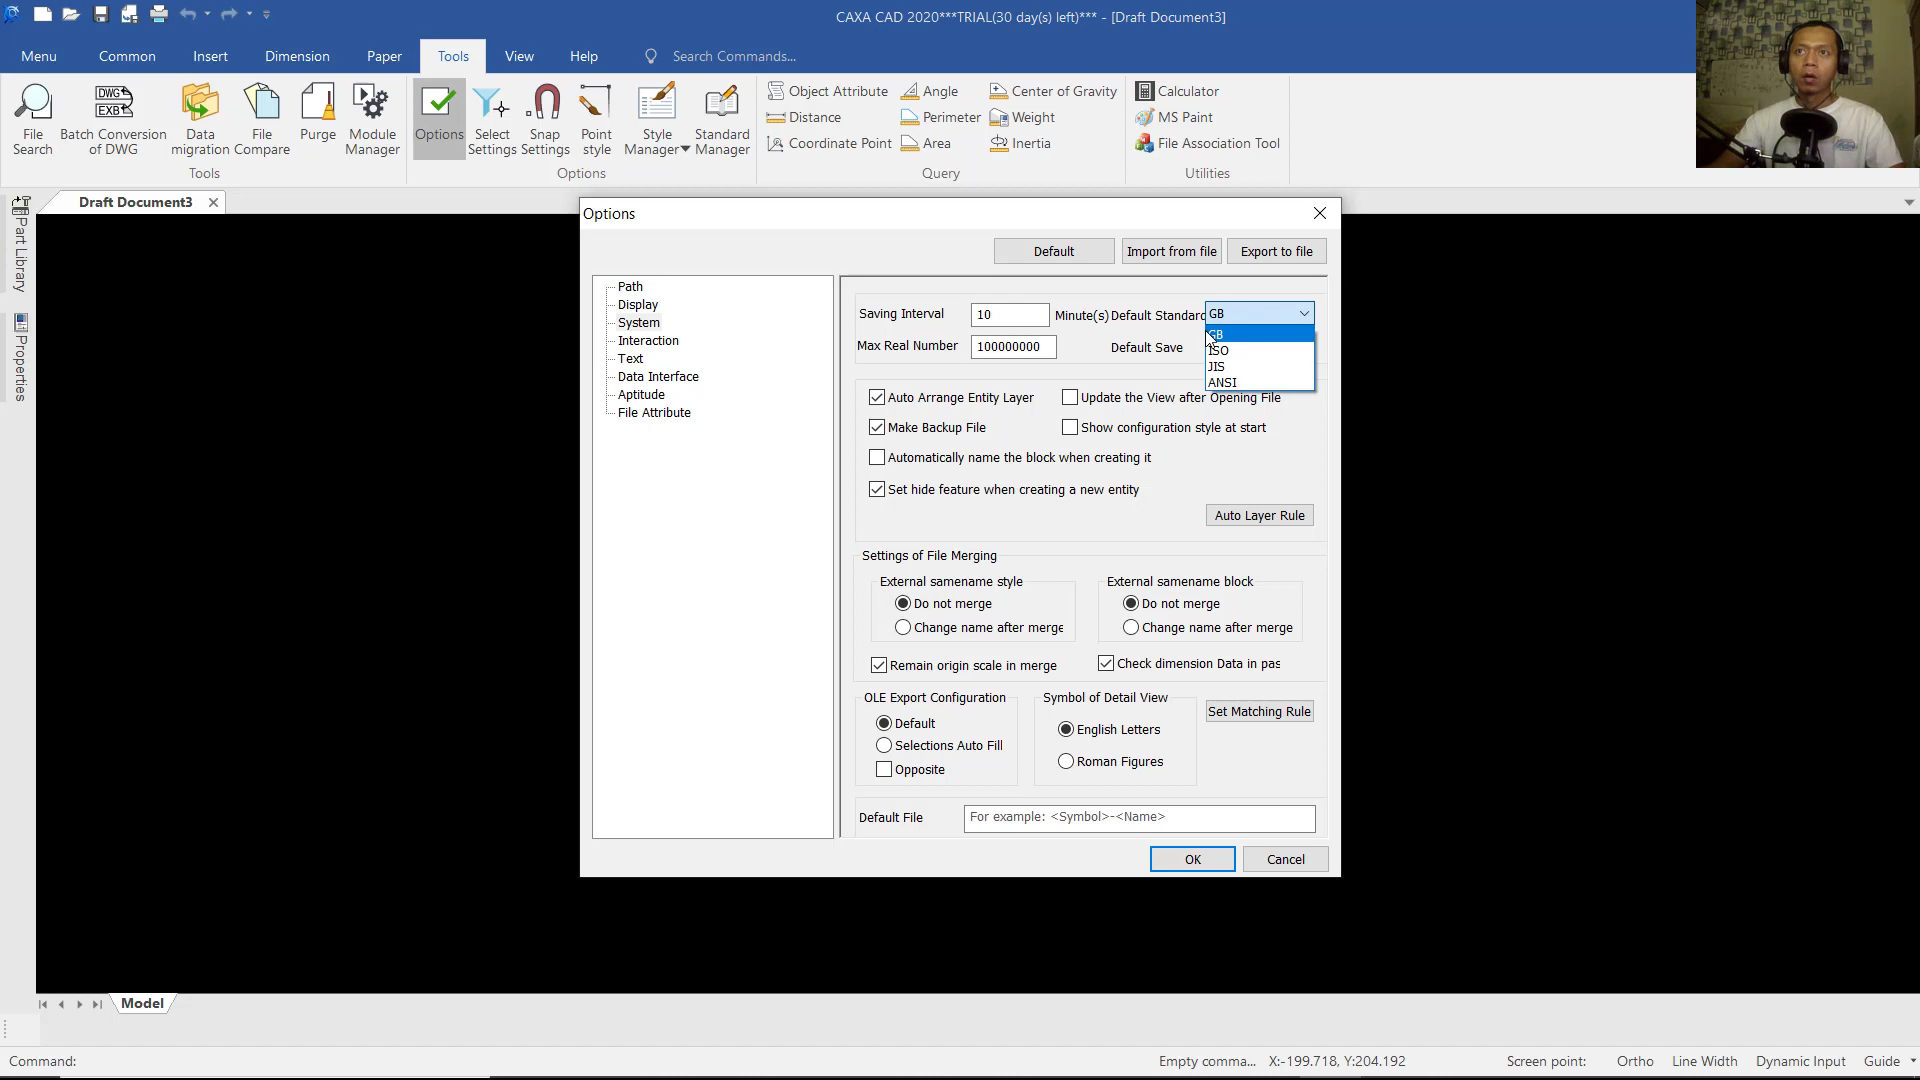 CAXA CAD 2020***TRIAL(30 day(s) left)*** - [Draft Document3]
Menu Common Insert Dimension Paper Tools View Help Search Commands...
File Search
Batch Conversion of DWG
DWG EXB
Data migration
File Compare
Purge
Module Manager
Tools
Options
Select Settings
Snap Settings
Point style
Style Manager
Standard Manager
Options
Object Attribute Angle Center of Gravity
Distance Perimeter Weight
Coordinate Point Area Inertia
Query
Calculator
MS Paint
File Association Tool
Utilities
Draft Document3
Part Library
Properties
Options
Default Import from file Export to file
Path
Display
System
Interaction
Text
Data Interface
Aptitude
File Attribute
Saving Interval 10 Minute(s) Default Standard GB
GB
ISO
JIS
ANSI
Max Real Number 100000000 Default Save
Auto Arrange Entity Layer Update the View after Opening File
Make Backup File Show configuration style at start
Automatically name the block when creating it
Set hide feature when creating a new entity
Auto Layer Rule
Settings of File Merging
External samename style External samename block
Do not merge Do not merge
Change name after merge Change name after merge
Remain origin scale in merge Check dimension Data in pas
OLE Export Configuration Symbol of Detail View
Default English Letters Set Matching Rule
Selections Auto Fill Roman Figures
Opposite
Default File For example: <Symbol>-<Name>
OK Cancel
Model
Command: Empty comma... X:-199.718, Y:204.192 Screen point: Ortho Line Width Dynamic Input Guide